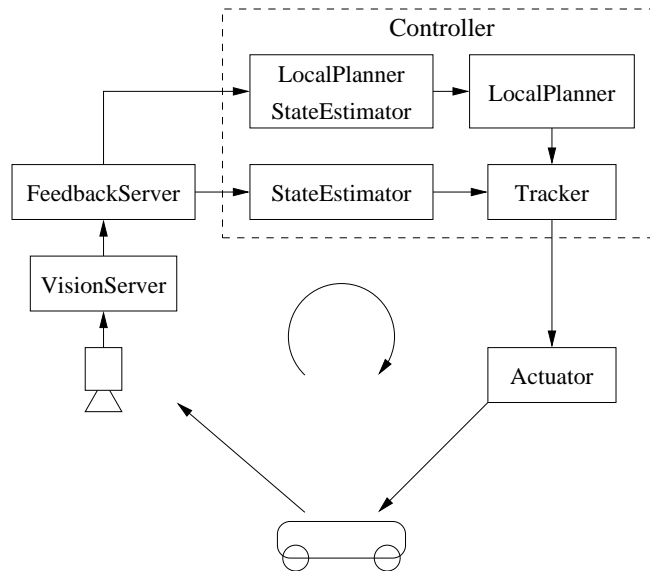 Controller
LocalPlanner
StateEstimator
LocalPlanner
FeedbackServer
StateEstimator
Tracker
VisionServer
Actuator